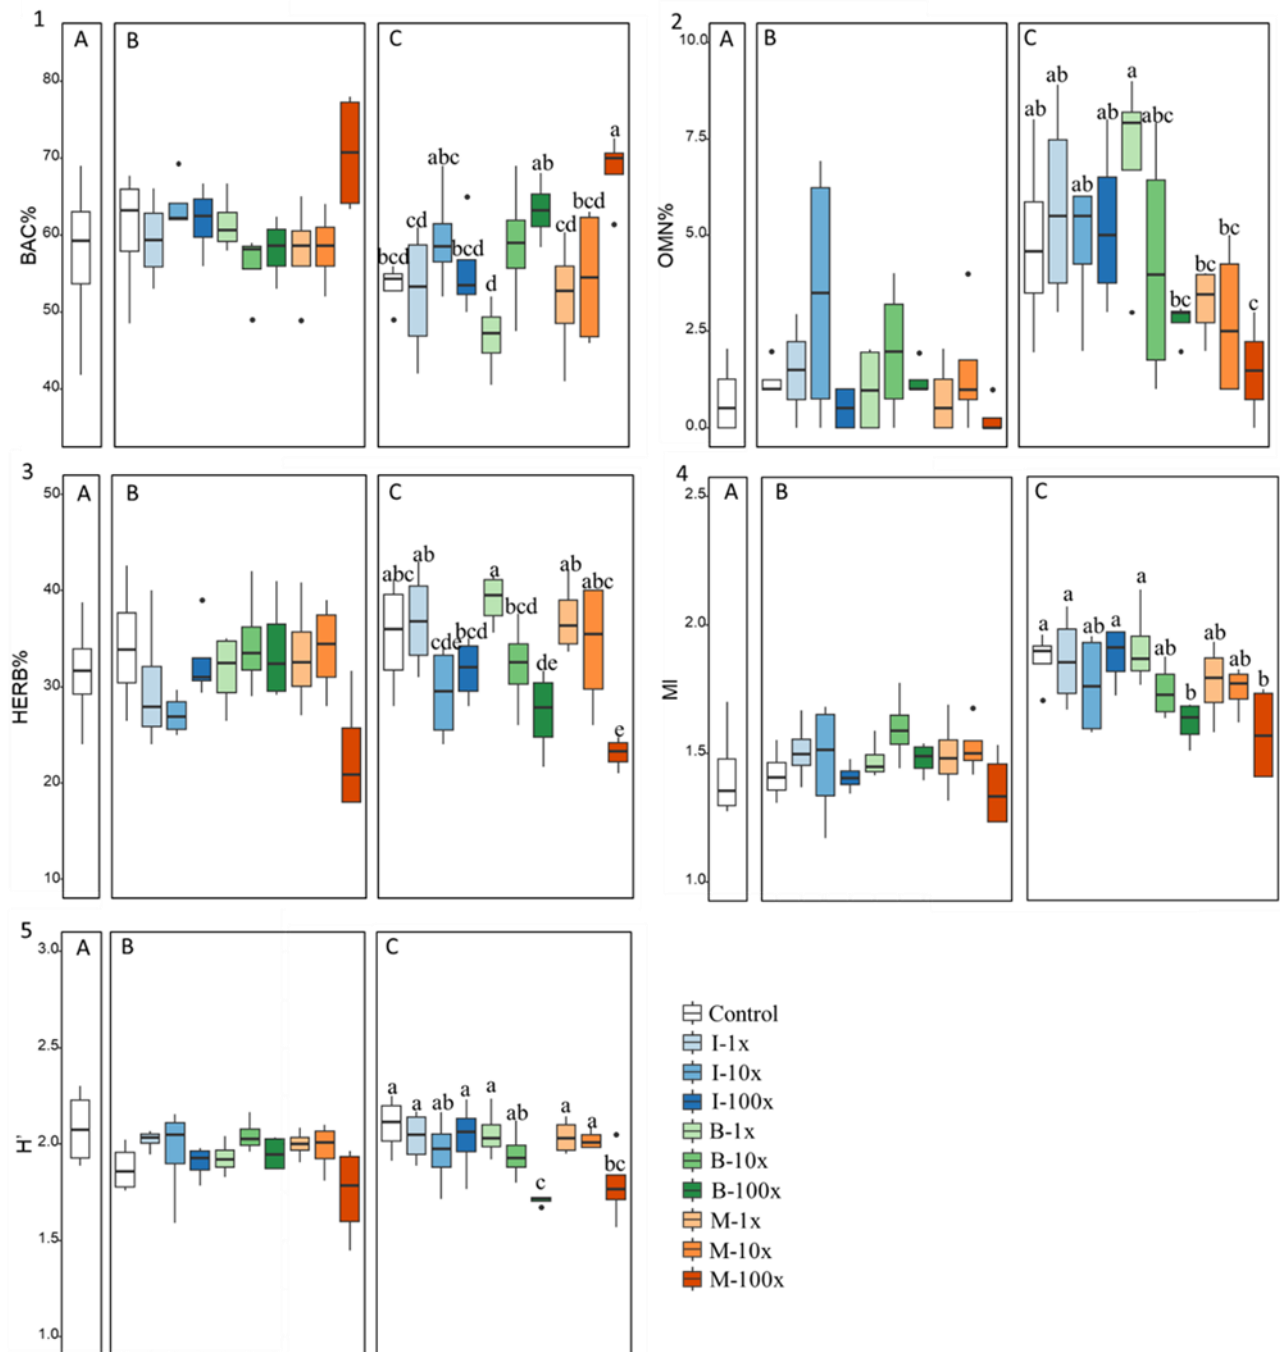 1
A
B
C
BAC%
80
70
60
50
40
bcd
cd
abc
bcd
d
ab
cd
bcd
a
2
A
B
C
OMN%
10.0
7.5
5.0
2.5
0.0
ab
ab
ab
ab
a
abc
bc
bc
bc
c
3
A
B
C
HERB%
50
40
30
20
10
abc
ab
cde
bcd
a
bcd
de
ab
abc
e
4
A
B
C
MI
2.5
2.0
1.5
1.0
a
a
ab
a
a
ab
b
ab
ab
b
5
A
B
C
H'
3.0
2.5
2.0
1.5
1.0
a
a
ab
a
a
ab
c
a
a
bc
Control
I-1x
I-10x
I-100x
B-1x
B-10x
B-100x
M-1x
M-10x
M-100x